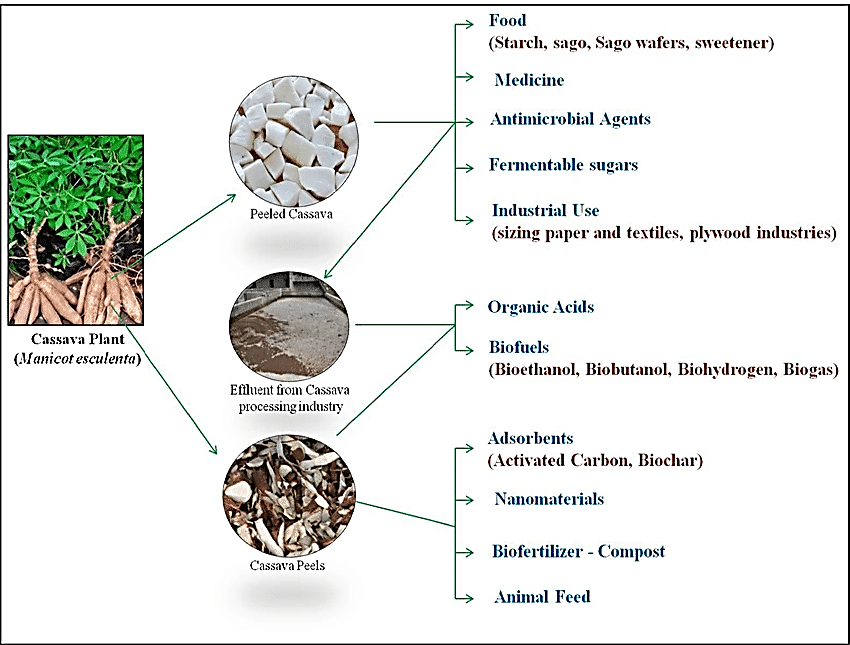 Food
(Starch, sago, Sago wafers, sweetener)
Medicine
Antimicrobial Agents
Fermentable sugars
Industrial Use
(sizing paper and textiles, plywood industries)
Peeled Cassava
Cassava Plant
(Manicot esculenta)
Effluent from Cassava
processing industry
Organic Acids
Biofuels
(Bioethanol, Biobutanol, Biohydrogen, Biogas)
Cassava Peels
Adsorbents
(Activated Carbon, Biochar)
Nanomaterials
Biofertilizer - Compost
Animal Feed